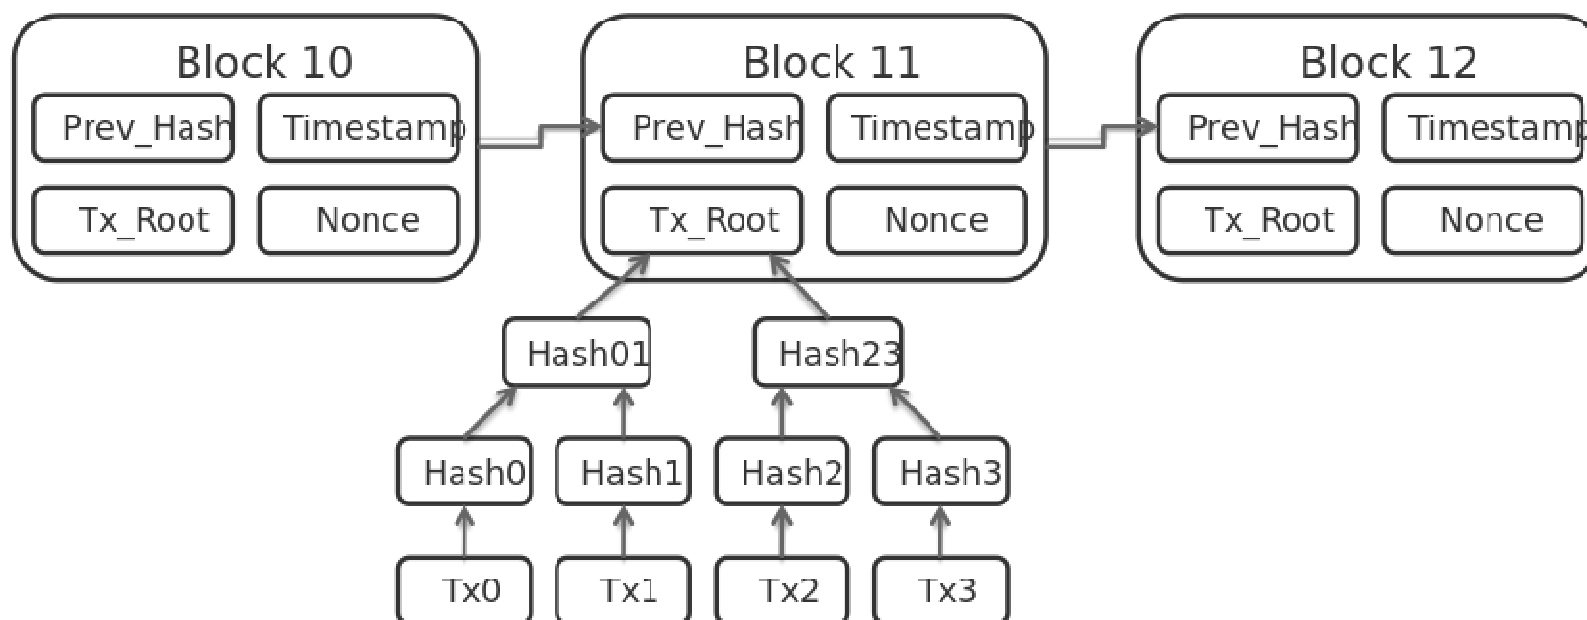 Block 10
Block 11
Block 12
Prev_Hash
Timestamp
Prev_Hash
Timestamp
Prev_Hash
Timestamp
Tx_Root
Nonce
Tx_Root
Nonce
Tx_Root
Nonce
Hash01
Hash23
Hash0
Hash1
Hash2
Hash3
Tx0
Tx1
Tx2
Tx3